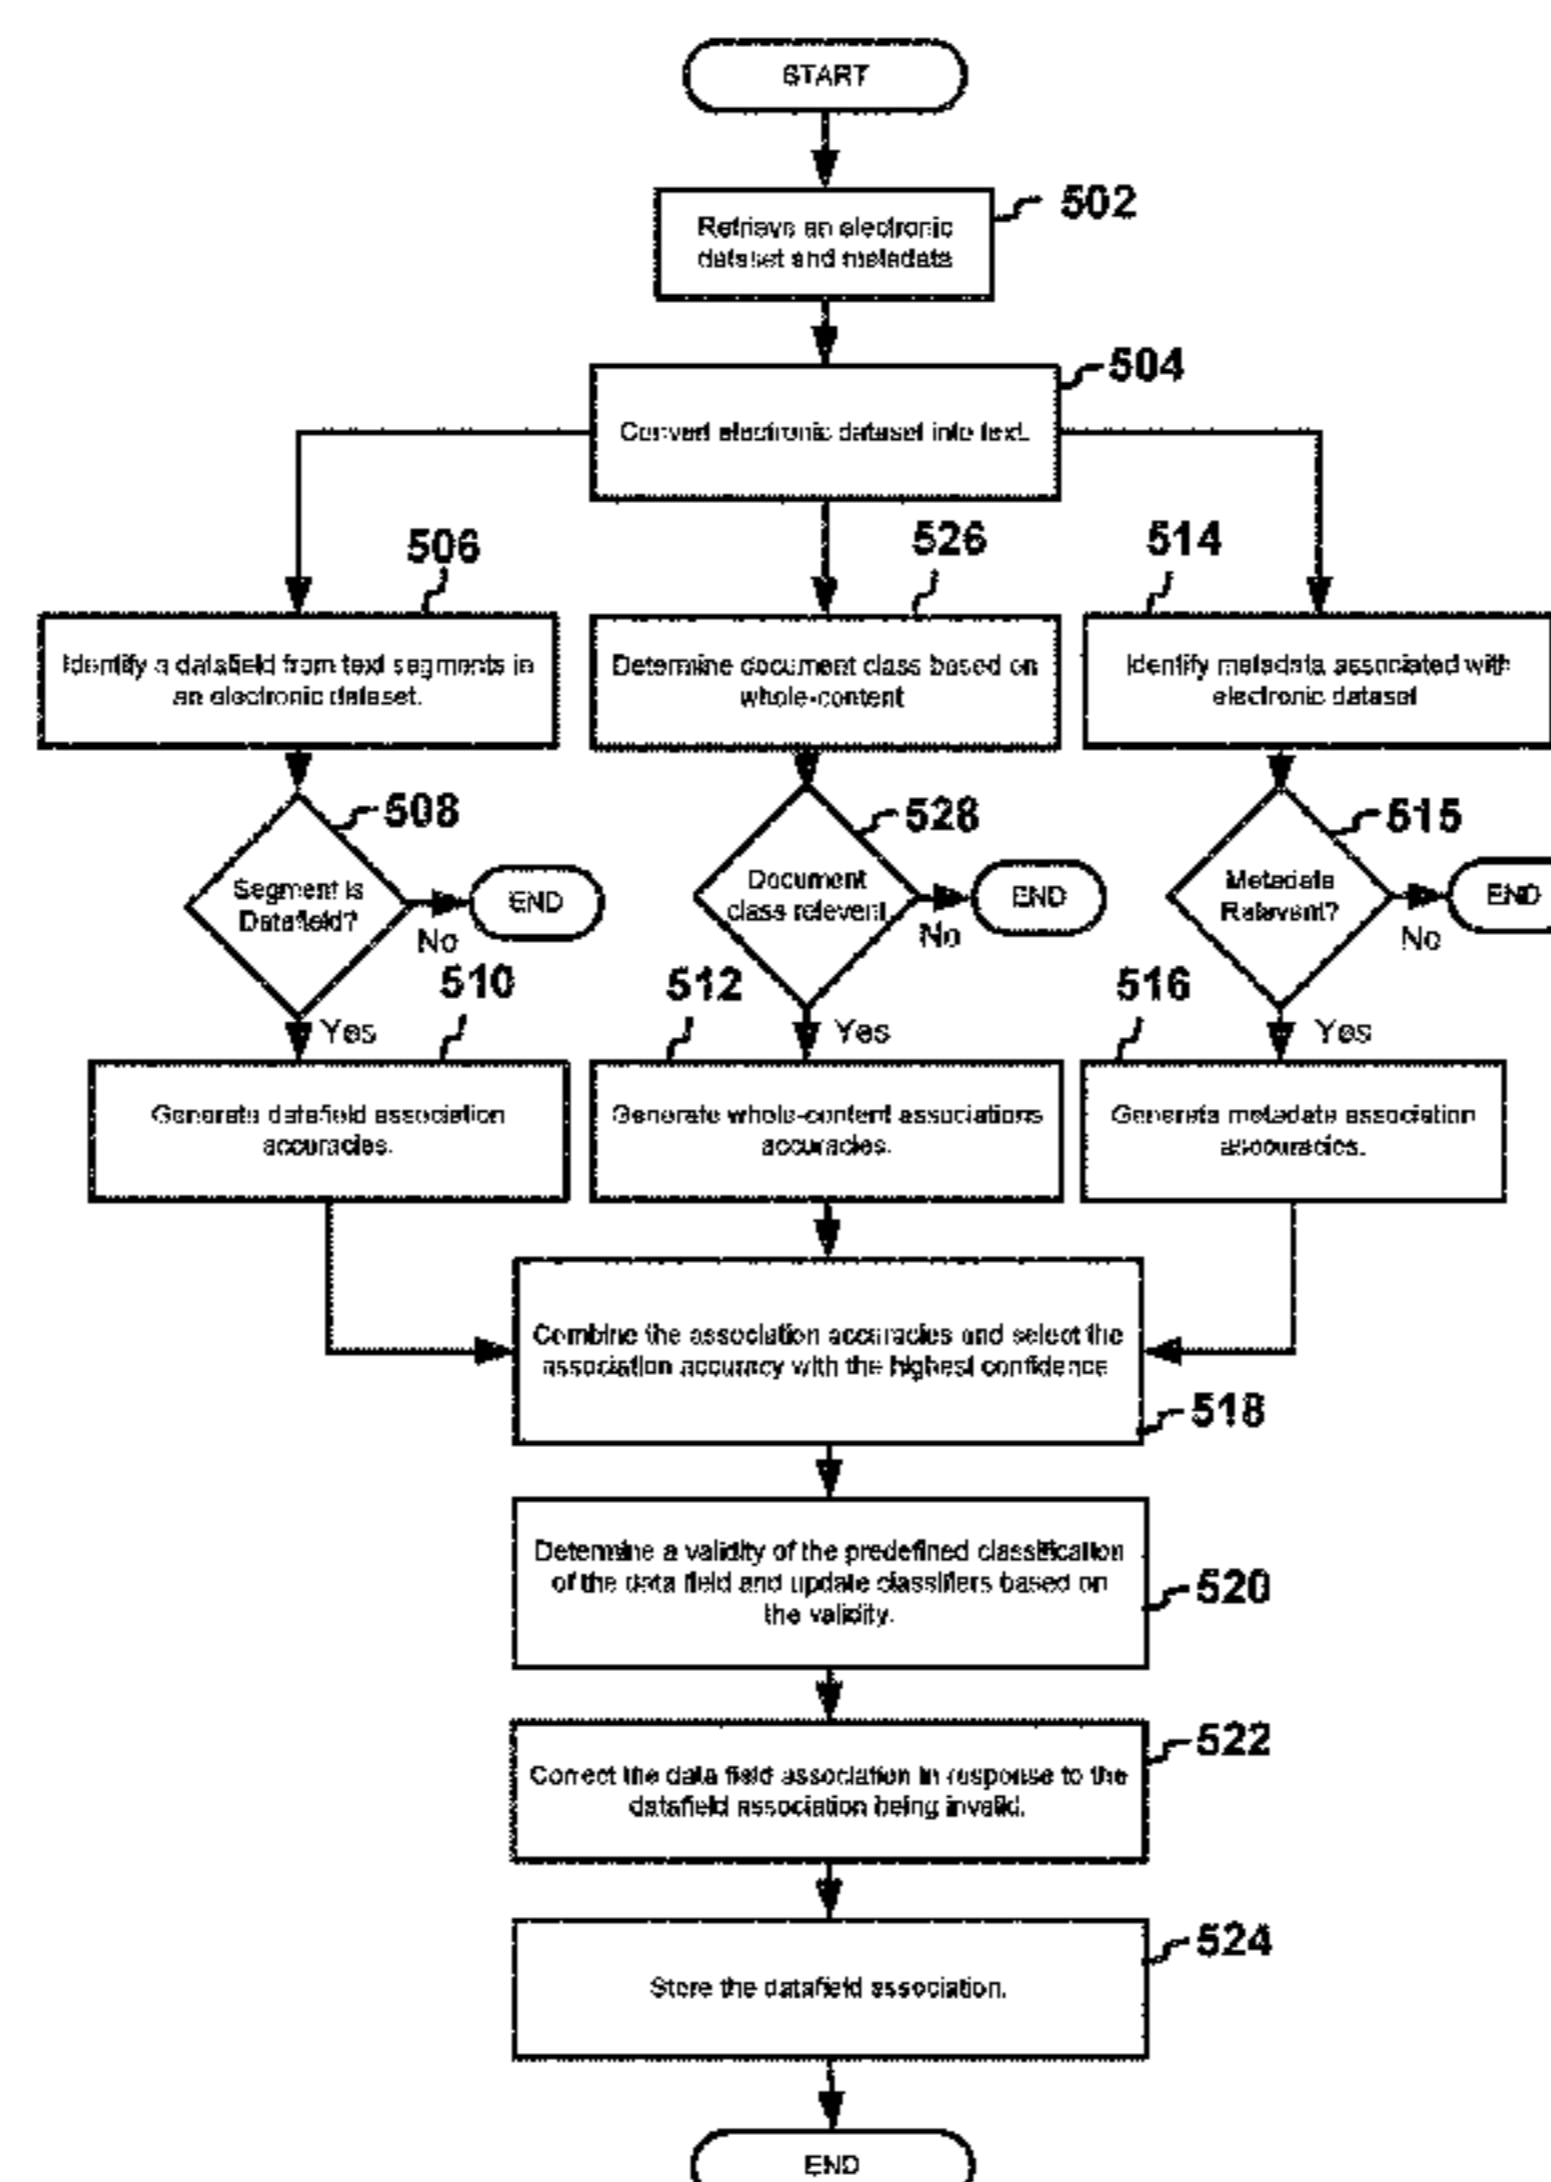 START
502
Retrieve an electronic
dataset and metadata
504
Convert electronic dataset into text.
506
526
514
Identify a datafield from text segments in
an electronic dataset.
Determine document class based on
whole-content
Identify metadata associated with
electronic dataset
508
528
515
Segment is
Datafield?
END
No
Document
class relevent
END
No
Metadata
Relevent?
END
No
510
512
516
Yes
Yes
Yes
Generate datafield association
accuracies.
Generate whole-content associations
accuracies.
Generate metadate association
asccuracies.
Combine the association accuracies and select the
association accuracy with the highest confidence
518
Determine a validity of the predefined classification
of the data field and update classifiers based on
the validity.
520
522
Correct the data field association in response to the
datafield association being invalid.
524
Store the datafield association.
END